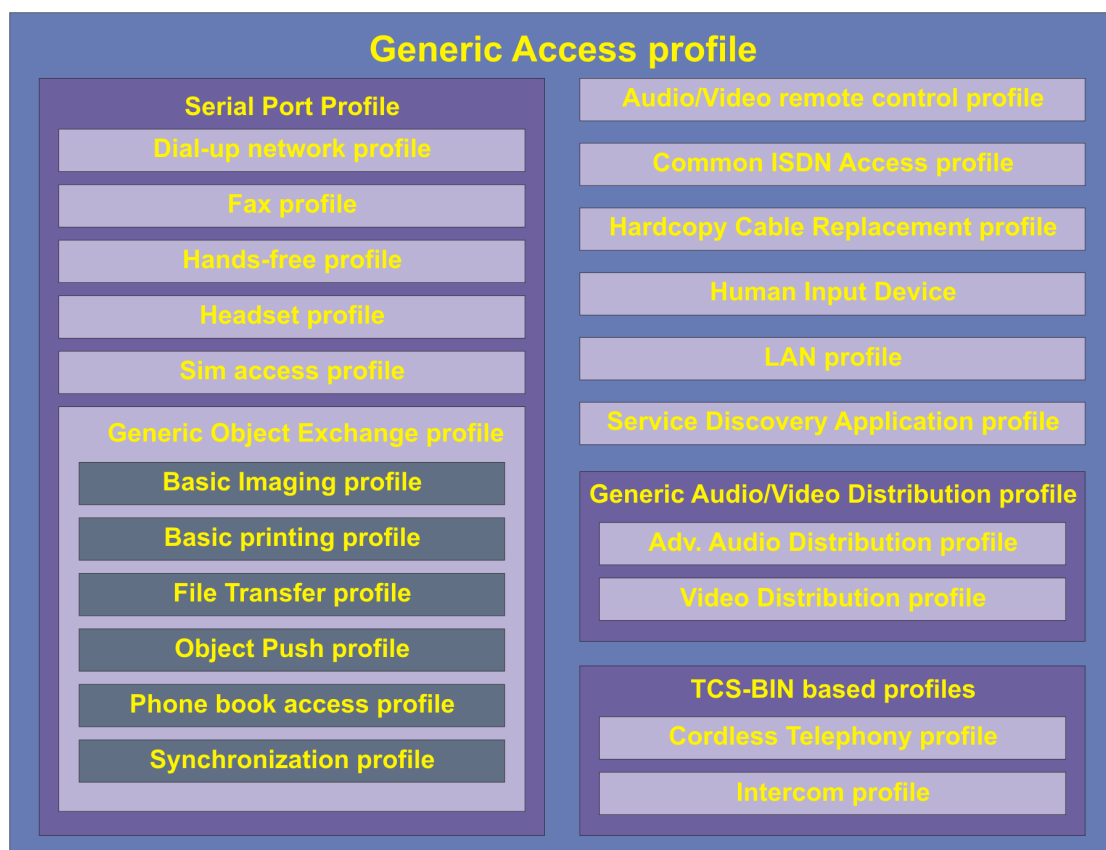 Generic Access profile
Serial Port Profile
Dial-up network profile
Fax profile
Hands-free profile
Headset profile
Sim access profile
Generic Object Exchange profile
Basic Imaging profile
Basic printing profile
File Transfer profile
Object Push profile
Phone book access profile
Synchronization profile
Audio/Video remote control profile
Common ISDN Access profile
Hardcopy Cable Replacement profile
Human Input Device
LAN profile
Service Discovery Application profile
Generic Audio/Video Distribution profile
Adv. Audio Distribution profile
Video Distribution profile
TCS-BIN based profiles
Cordless Telephony profile
Intercom profile